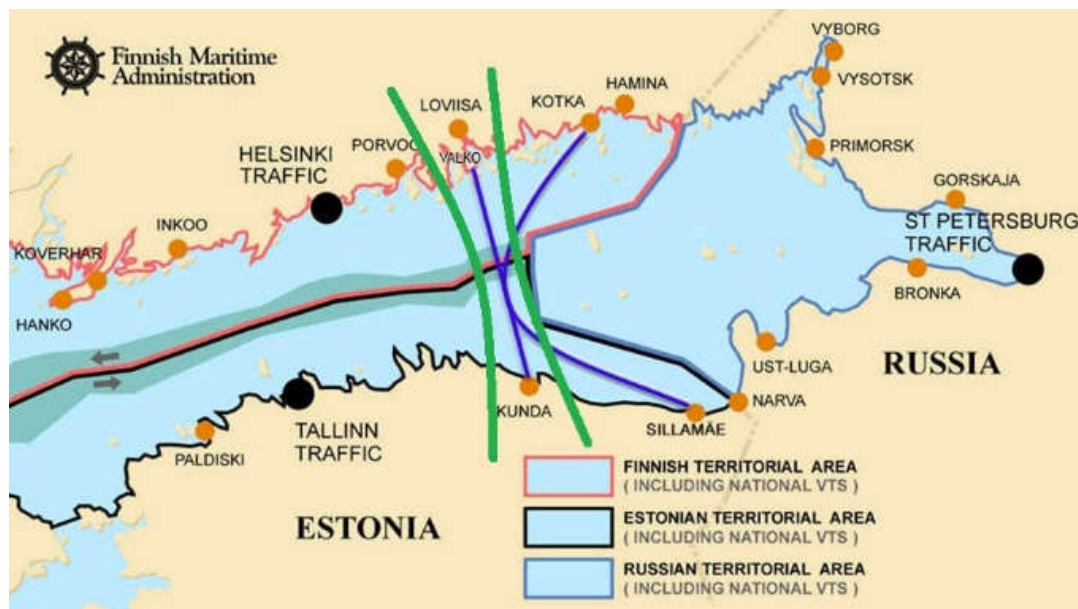 Finnish Maritime
Administration
VYBORG
VYSOTSK
HAMINA
KOTKA
LOVIISA
PORVOO
VALKO
HELSINKI
TRAFFIC
PRIMORSK
GORSKAJA
ST PETERSBURG
TRAFFIC
INKOO
KOVERHAR
BRONKA
HANKO
RUSSIA
UST-LUGA
KUNDA
NARVA
SILLAMÄE
PALDISKI
TALLINN
TRAFFIC
ESTONIA
FINNISH TERRITORIAL AREA
( INCLUDING NATIONAL VTS )
ESTONIAN TERRITORIAL AREA
( INCLUDING NATIONAL VTS )
RUSSIAN TERRITORIAL AREA
( INCLUDING NATIONAL VTS )